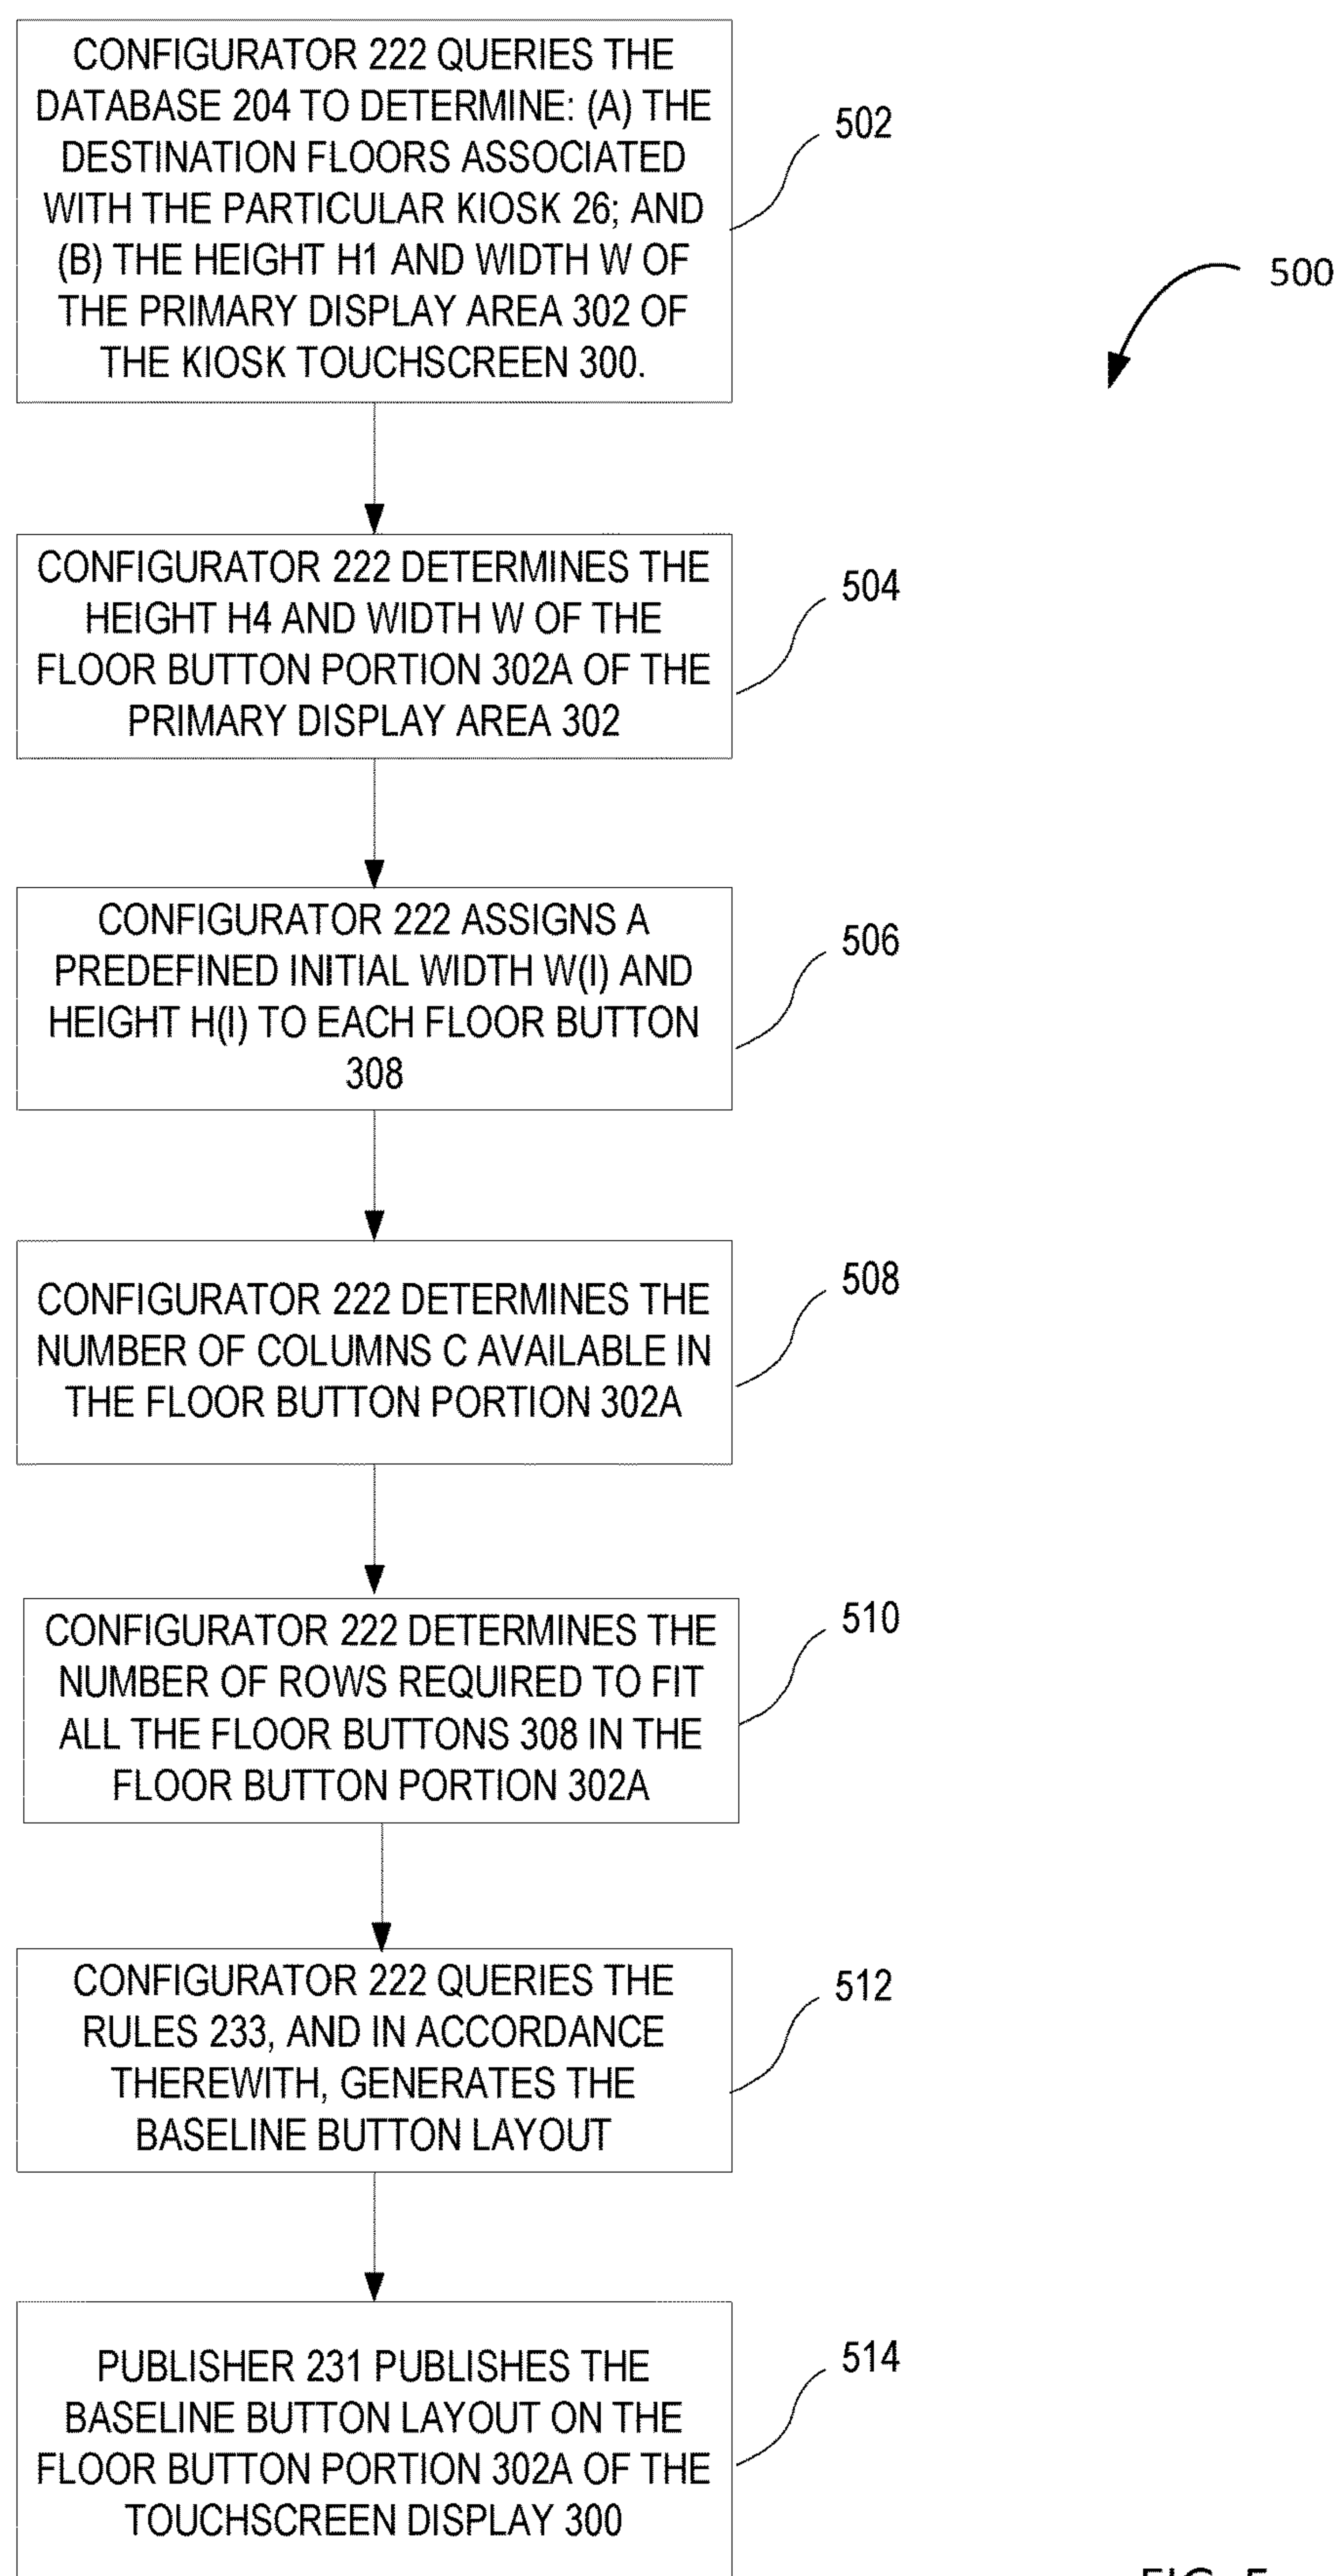 CONFIGURATOR 222 QUERIES THE
DATABASE 204 TO DETERMINE: (A) THE
DESTINATION FLOORS ASSOCIATED
WITH THE PARTICULAR KIOSK 26; AND
(B) THE HEIGHT H1 AND WIDTH W OF
THE PRIMARY DISPLAY AREA 302 OF
THE KIOSK TOUCHSCREEN 300.
502
500
CONFIGURATOR 222 DETERMINES THE
HEIGHT H4 AND WIDTH W OF THE
FLOOR BUTTON PORTION 302A OF THE
PRIMARY DISPLAY AREA 302
504
CONFIGURATOR 222 ASSIGNS A
PREDEFINED INITIAL WIDTH W(I) AND
HEIGHT H(I) TO EACH FLOOR BUTTON
308
506
CONFIGURATOR 222 DETERMINES THE
NUMBER OF COLUMNS C AVAILABLE IN
THE FLOOR BUTTON PORTION 302A
508
CONFIGURATOR 222 DETERMINES THE
NUMBER OF ROWS REQUIRED TO FIT
ALL THE FLOOR BUTTONS 308 IN THE
FLOOR BUTTON PORTION 302A
510
CONFIGURATOR 222 QUERIES THE
RULES 233, AND IN ACCORDANCE
THEREWITH, GENERATES THE
BASELINE BUTTON LAYOUT
512
PUBLISHER 231 PUBLISHES THE
BASELINE BUTTON LAYOUT ON THE
FLOOR BUTTON PORTION 302A OF THE
TOUCHSCREEN DISPLAY 300
514